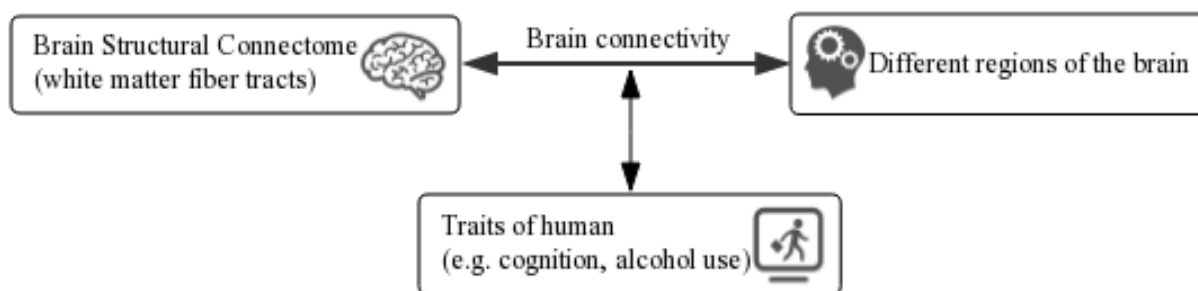 Brain Structural Connectome
(white matter fiber tracts)
Brain connectivity
Different regions of the brain
Traits of human
(e.g. cognition, alcohol use)